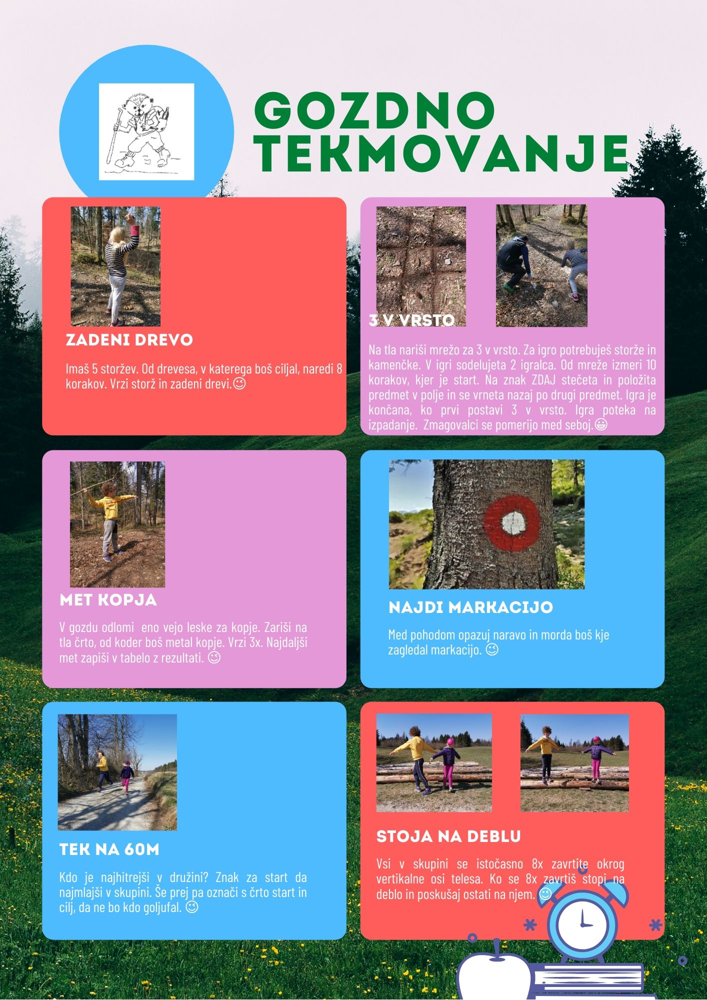 GOZDNO
TEKMOVANJE
ZADENI DREVO
Imaš 5 storžev. Od drevesa, v katerega boš ciljal, naredi 8
korakov. Vrzi storž in zadeni drevi.😉
3 V VRSTO
Na tla nariši mrežo za 3 v vrsto. Za igro potrebuješ storže in
kamenčke. V igri sodelujeta 2 igralca. Od mreže izmeri 10
korakov, kjer je start. Na znak ZDAJ stečeta in položita
predmet v polje in se vrneta nazaj po drugi predmet. Igra je
končana, ko prvi postavi 3 v vrsto. Igra poteka na
izpadanje. Zmagovalci se pomerijo med seboj.😀
MET KOPJA
V gozdu odlomi eno vejo leske za kopje. Zariši na
tla črto, od koder boš metal kopje. Vrzi 3x. Najdaljši
met zapiši v tabelo z rezultati. 😉
NAJDI MARKACIJO
Med pohodom opazuj naravo in morda boš kje
zagledal markacijo. 😉
TEK NA 60M
Kdo je najhitrejši v družini? Znak za start da
najmlajši v skupini. Še prej pa označi s črto start in
cilj, da ne bo kdo goljufal. 😉
STOJA NA DEBLU
Vsi v skupini se istočasno 8x zavrtite okrog
vertikalne osi telesa. Ko se 8x zavrtiš stopi na
deblo in poskušaj ostati na njem. 😉